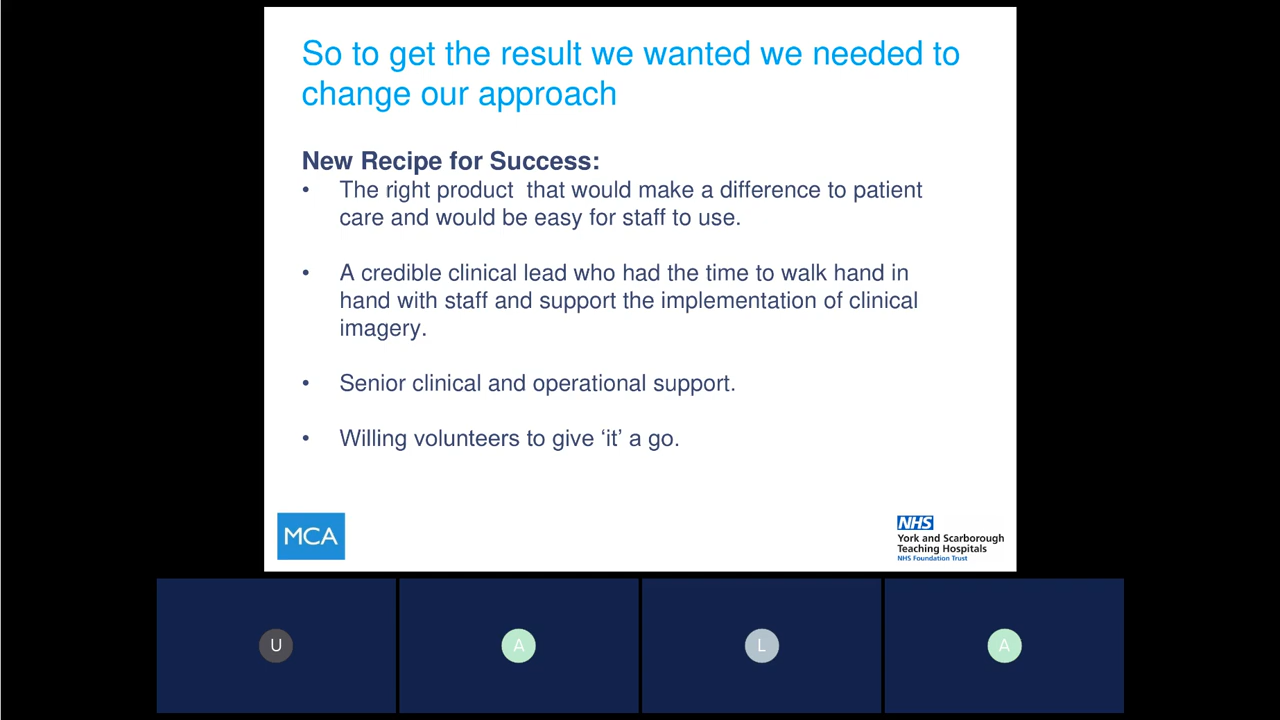 So to get the result we wanted we needed to
change our approach
New Recipe for Success:
• The right product  that would make a difference to patient
care and would be easy for staff to use.
• A credible clinical lead who had the time to walk hand in
hand with staff and support the implementation of clinical
imagery.
• Senior clinical and operational support.
• Willing volunteers to give ‘it’ a go.
MCA
NHS
York and Scarborough
Teaching Hospitals
NHS Foundation Trust
U
A
L
A